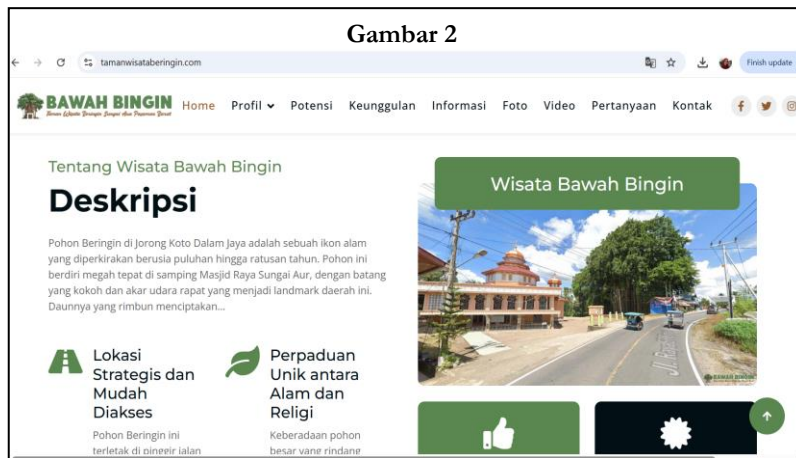 Gambar 2
tamanwisataberingin.com
Finish update
BAWAH BINGIN
Home Profil Potensi Keunggulan Informasi Foto Video Pertanyaan Kontak
Tentang Wisata Bawah Bingin
Deskripsi
Pohon Beringin di Jorong Koto Dalam Jaya adalah sebuah ikon alam
yang diperkirakan berusia puluhan hingga ratusan tahun. Pohon ini
berdiri megah tepat di samping Masjid Raya Sungai Aur, dengan batang
yang kokoh dan akar udara rapat yang menjadi landmark daerah ini.
Daunnya yang rimbun menciptakan...
Lokasi
Strategis dan
Mudah
Diakses
Pohon Beringin ini
terletak di pinggir jalan
Perpaduan
Unik antara
Alam dan
Religi
Keberadaan pohon
besar yang rindang
Wisata Bawah Bingin
BAWAH BINGIN